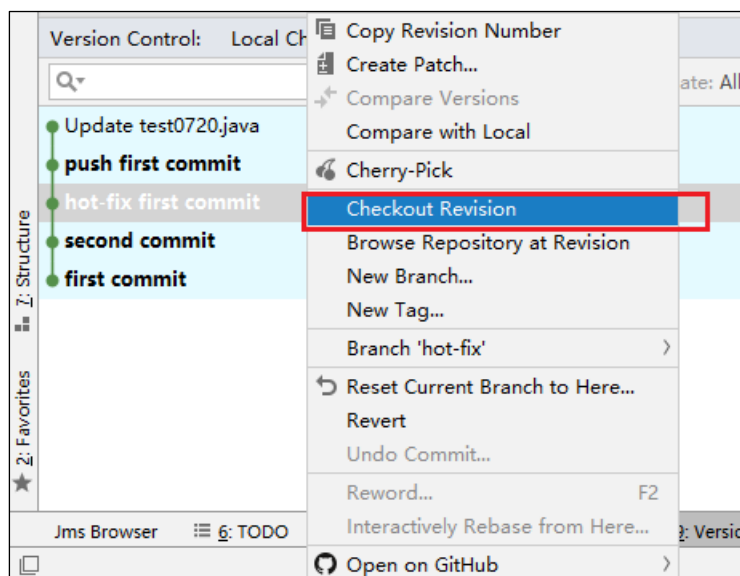 Version Control:
Local Ch
ate: All
Update test0720.java
push first commit
hot-fix first commit
second commit
first commit
Copy Revision Number
Create Patch...
Compare Versions
Compare with Local
Cherry-Pick
Checkout Revision
Browse Repository at Revision
New Branch...
New Tag...
Branch 'hot-fix'
Reset Current Branch to Here...
Revert
Undo Commit...
Reword... F2
Interactively Rebase from Here...
Open on GitHub
7: Structure
2: Favorites
Jms Browser
6: TODO
9: Versio